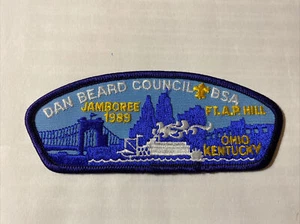 DAN BEARD COUNCIL BSA
JAMBOREE
1989
FT. A.P. HILL
OHIO
KENTUCKY